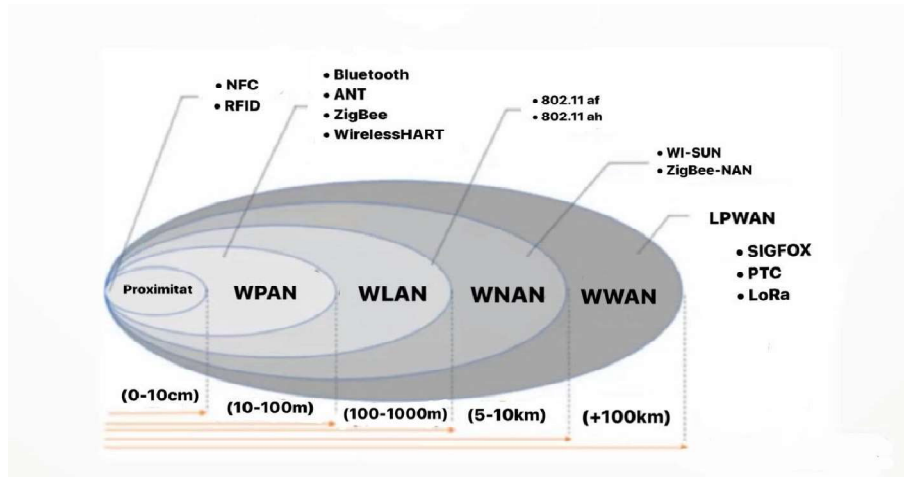 • NFC
• RFID
• Bluetooth
• ANT
• ZigBee
• WirelessHART
• 802.11 af
• 802.11 ah
• WI-SUN
• ZigBee-NAN
LPWAN
• SIGFOX
• PTC
• LoRa
Proximitat
WPAN
WLAN
WNAN
WWAN
(0-10cm)
(10-100m)
(100-1000m)
(5-10km)
(+100km)